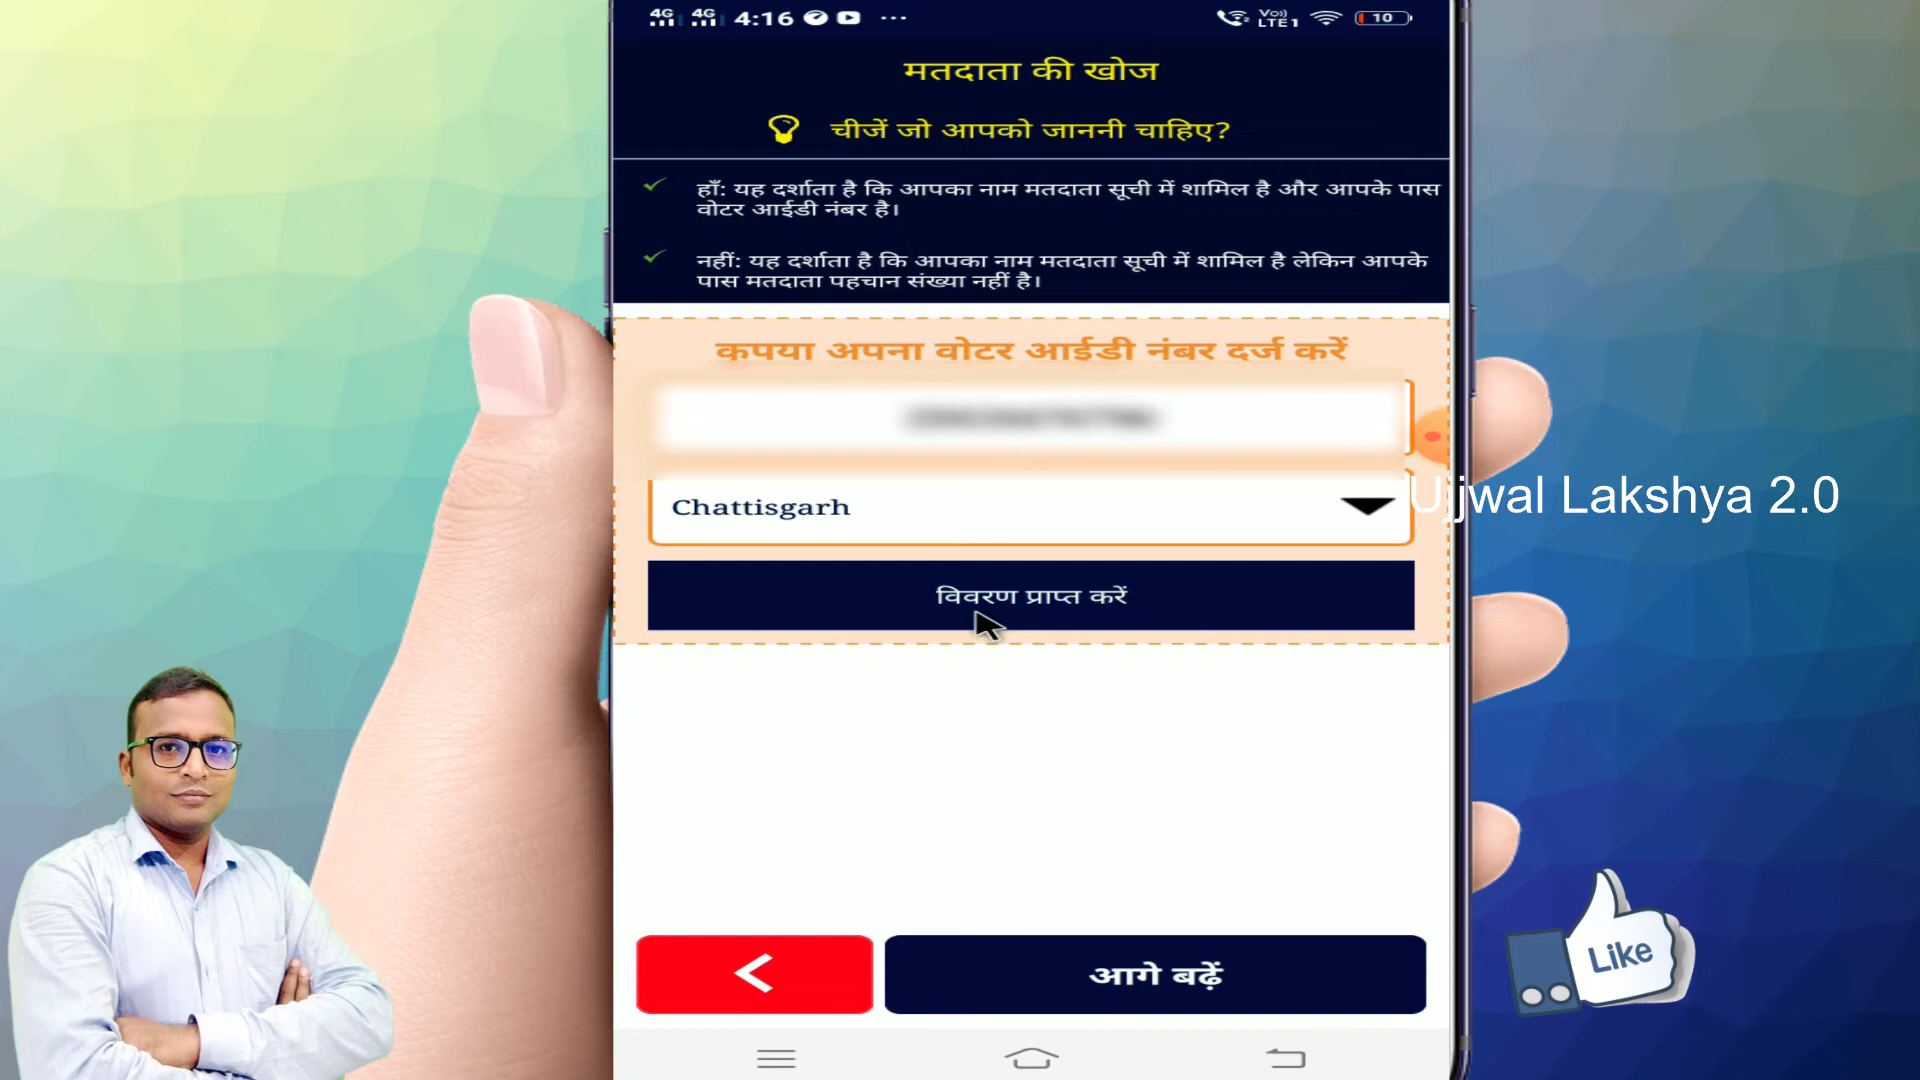 4G 4G 4:16 ... Vo)) LTE1 10
मतदाता की खोज
चीजें जो आपको जाननी चाहिए?
हाँ: यह दर्शाता है कि आपका नाम मतदाता सूची में शामिल है और आपके पास
वोटर आईडी नंबर है।
नहीं: यह दर्शाता है कि आपका नाम मतदाता सूची में शामिल है लेकिन आपके
पास मतदाता पहचान संख्या नहीं है।
कृपया अपना वोटर आईडी नंबर दर्ज करें
Chattisgarh
Ujjwal Lakshya 2.0
विवरण प्राप्त करें
<
आगे बढ़ें
Like